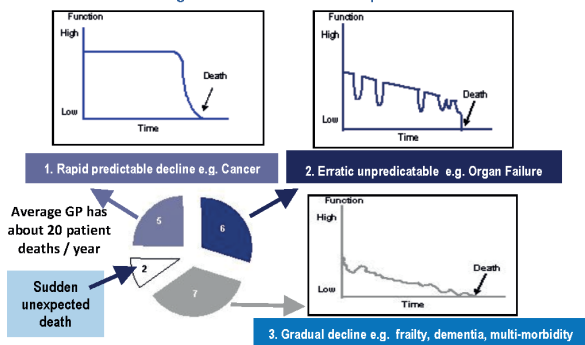 Function
High
Death
Low
Time
Function
High
Death
Low
Time
1. Rapid predictable decline e.g. Cancer
2. Erratic unpredicatable e.g. Organ Failure
Average GP has
about 20 patient
deaths / year
5
6
2
7
Sudden
unexpected
death
Function
High
Death
Low
Time
3. Gradual decline e.g. frailty, dementia, multi-morbidity